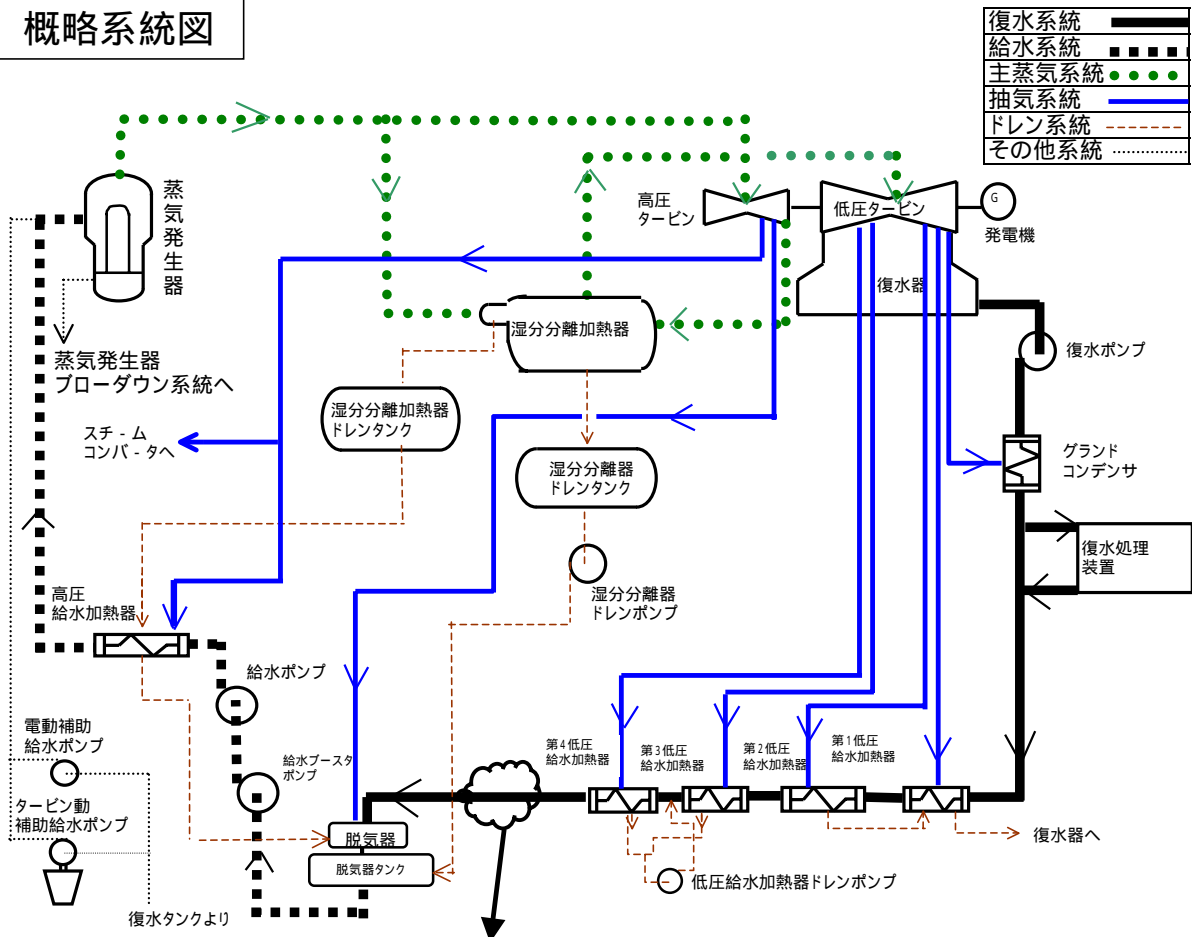 概略系統図
復水系統
給水系統
主蒸気系統
抽気系統
ドレン系統
その他系統
蒸気発生器
高圧
タービン
低圧タービン
G
発電機
復水器
湿分分離加熱器
復水ポンプ
蒸気発生器
ブローダウン系統へ
湿分分離加熱器
ドレンタンク
スチ-ム
コンバ-タへ
湿分分離器
ドレンタンク
グランド
コンデンサ
復水処理
装置
高圧
給水加熱器
湿分分離器
ドレンポンプ
給水ポンプ
電動補助
給水ポンプ
給水ブースタ
ポンプ
第4低圧
給水加熱器
第3低圧
給水加熱器
第2低圧
給水加熱器
第1低圧
給水加熱器
タービン動
補助給水ポンプ
脱気器
復水器へ
脱気器タンク
低圧給水加熱器ドレンポンプ
復水タンクより